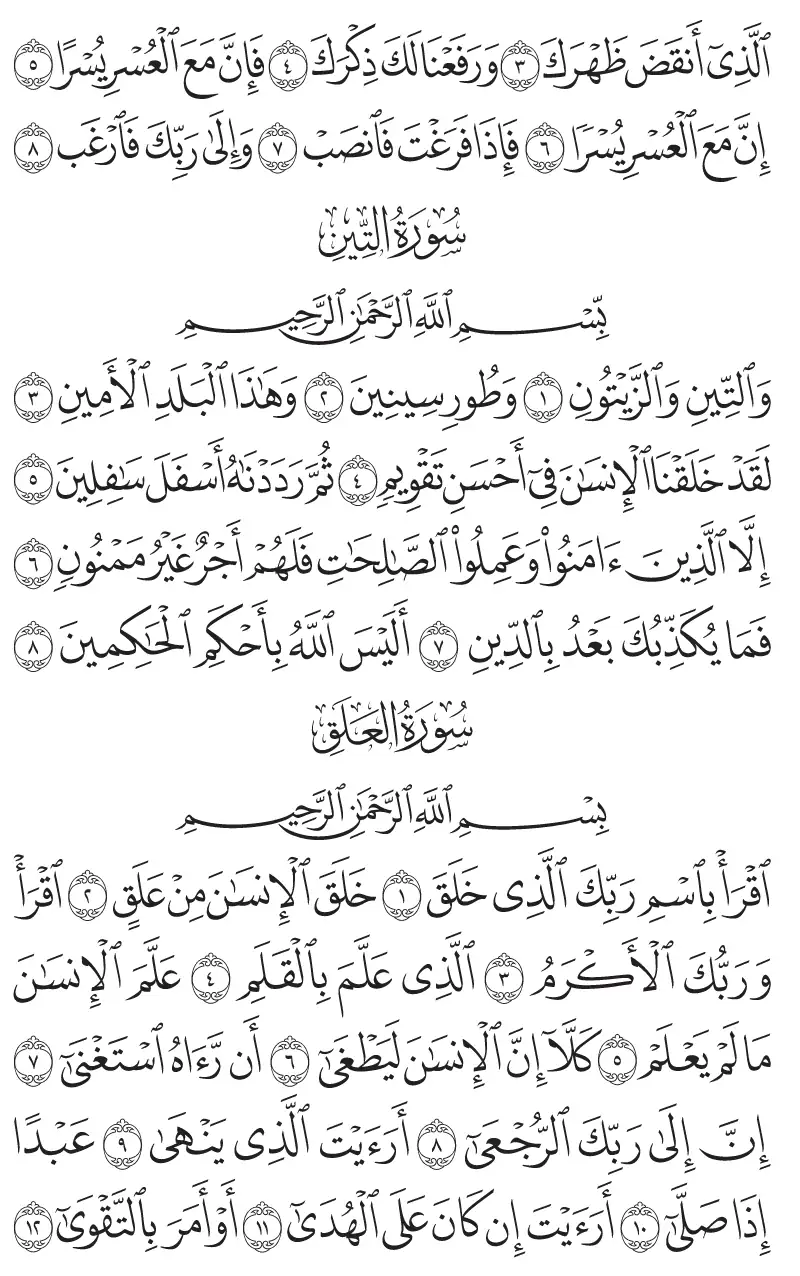 ٱلَّذِىٓ أَنقَضَ ظَهْرَكَ ٣ وَرَفَعْنَا لَكَ ذِكْرَكَ ٤ فَإِنَّ مَعَ ٱلْعُسْرِ يُسْرًا ٥
إِنَّ مَعَ ٱلْعُسْرِ يُسْرًا ٦ فَإِذَا فَرَغْتَ فَٱنصَبْ ٧ وَإِلَىٰ رَبِّكَ فَٱرْغَب ٨
سُورَةُ التِّينِ
بِّسْمِ ٱللَّهِ ٱلرَّحْمَٰنِ ٱلرَّحِيمِ
وَٱلتِّينِ وَٱلزَّيْتُونِ ١ وَطُورِ سِينِينَ ٢ وَهَٰذَا ٱلْبَلَدِ ٱلْأَمِينِ ٣
لَقَدْ خَلَقْنَا ٱلْإِنسَٰنَ فِىٓ أَحْسَنِ تَقْوِيمٍ ٤ ثُمَّ رَدَدْنَٰهُ أَسْفَلَ سَٰفِلِينَ ٥
إِلَّا ٱلَّذِينَ ءَامَنُوا۟ وَعَمِلُوا۟ ٱلصَّٰلِحَٰتِ فَلَهُمْ أَجْرٌ غَيْرُ مَمْنُونٍ ٦
فَمَا يُكَذِّبُكَ بَعْدُ بِٱلدِّينِ ٧ أَلَيْسَ ٱللَّهُ بِأَحْكَمِ ٱلْحَٰكِمِينَ ٨
سُورَةُ العَلَقِ
بِسْمِ ٱللَّهِ ٱلرَّحْمَٰنِ ٱلرَّحِيمِ
ٱقْرَأْ بِٱسْمِ رَبِّكَ ٱلَّذِى خَلَقَ ١ خَلَقَ ٱلْإِنسَٰنَ مِنْ عَلَقٍ ٢ ٱقْرَأْ
وَرَبُّكَ ٱلْأَكْرَمُ ٣ ٱلَّذِى عَلَّمَ بِٱلْقَلَمِ ٤ عَلَّمَ ٱلْإِنسَٰنَ
مَا لَمْ يَعْلَمْ ٥ كَلَّآ إِنَّ ٱلْإِنسَٰنَ لَيَطْغَىٰٓ ٦ أَن رَّءَاهُ ٱسْتَغْنَىٰٓ ٧
إِنَّ إِلَىٰ رَبِّكَ ٱلرُّجْعَىٰٓ ٨ أَرَءَيْتَ ٱلَّذِى يَنْهَىٰ ٩ عَبْدًا
إِذَا صَلَّىٰٓ ١٠ أَرَءَيْتَ إِن كَانَ عَلَى ٱلْهُدَىٰٓ ١١ أَوْ أَمَرَ بِٱلتَّقْوَىٰٓ ١٢